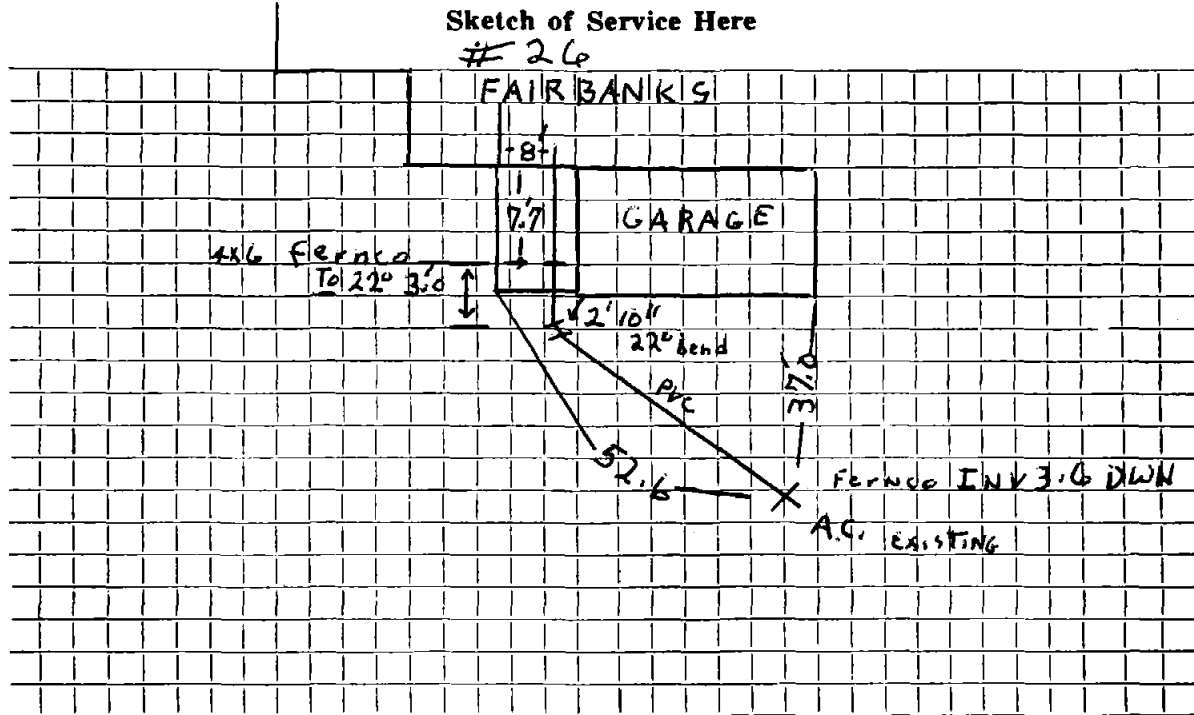 Sketch of Service Here
# 26
FAIRBANKS
8'
7.'7
GARAGE
4x6 Fernco
To 22° 3.'0
2' 10"
22° bend
PVC
37.'0
52.6
Fernco INV 3.6 DWN
A.C. EXISTING